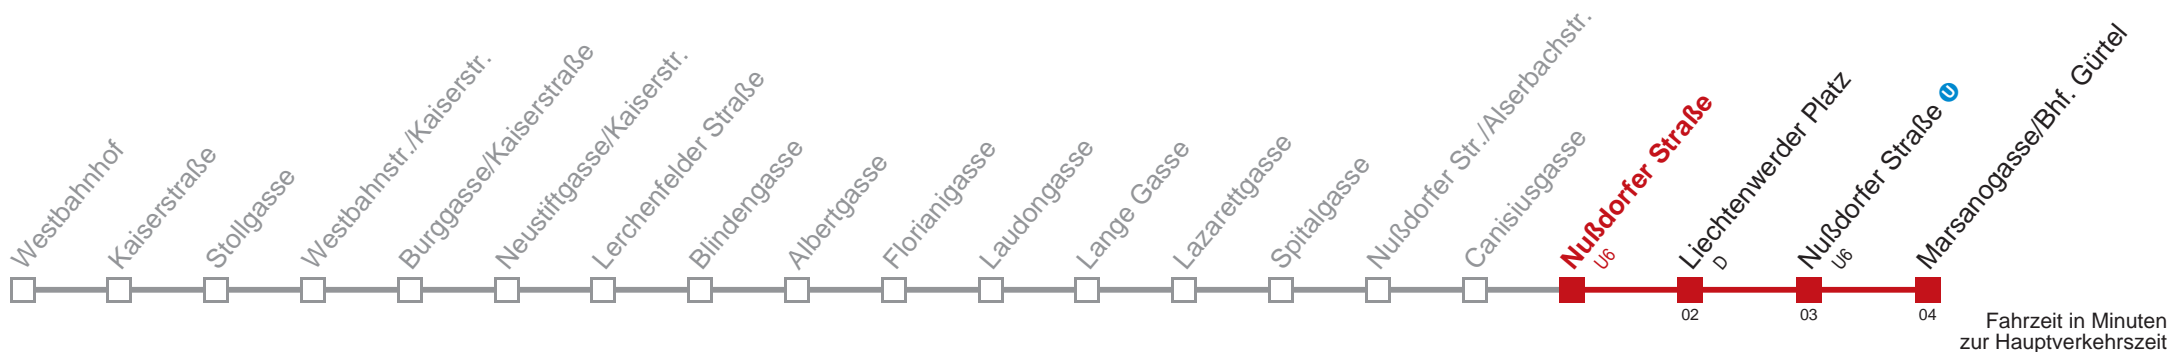 Westbahnhof
Kaiserstraße
Stollgasse
Westbahnstr./Kaiserstr.
Burggasse/Kaiserstraße
Neustiftgasse/Kaiserstr.
Lerchenfelder Straße
Blindengasse
Albertgasse
Florianigasse
Laudongasse
Lange Gasse
Lazarettgasse
Spitalgasse
Nußdorfer Str./Alserbachstr.
Canisiusgasse
Nußdorfer Straße
U6
Liechtenwerder Platz
D
Nußdorfer Straße U
U6
Marsanogasse/Bhf. Gürtel
02
03
04
Fahrzeit in Minuten
zur Hauptverkehrszeit